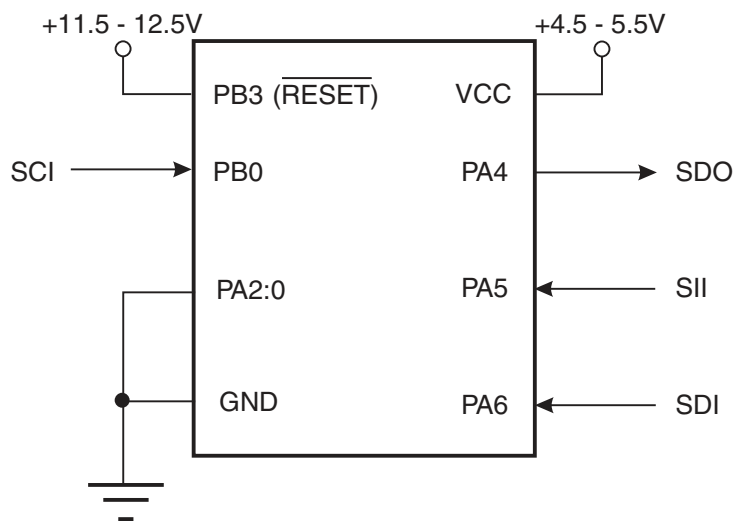 +11.5 - 12.5V
+4.5 - 5.5V
PB3 (RESET)
VCC
SCI
PB0
PA4
SDO
PA2:0
PA5
SII
GND
PA6
SDI